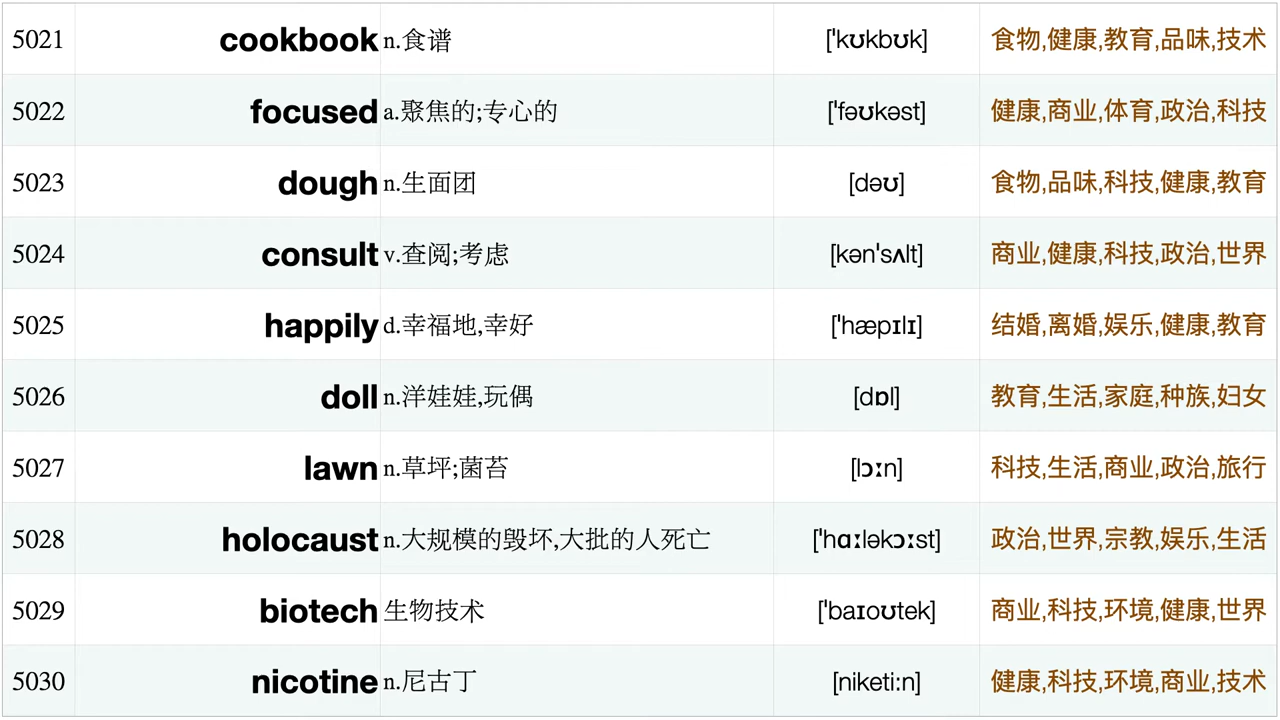 5021 cookbook n.食谱 ['kʊkbʊk] 食物,健康,教育,品味,技术
5022 focused a.聚焦的;专心的 ['fəʊkəst] 健康,商业,体育,政治,科技
5023 dough n.生面团 [dəʊ] 食物,品味,科技,健康,教育
5024 consult v.查阅;考虑 [kən'sʌlt] 商业,健康,科技,政治,世界
5025 happily d.幸福地,幸好 ['hæpɪlɪ] 结婚,离婚,娱乐,健康,教育
5026 doll n.洋娃娃,玩偶 [dɒl] 教育,生活,家庭,种族,妇女
5027 lawn n.草坪;菌苔 [lɔːn] 科技,生活,商业,政治,旅行
5028 holocaust n.大规模的毁坏,大批的人死亡 ['hɑːləkɔːst] 政治,世界,宗教,娱乐,生活
5029 biotech 生物技术 ['baɪoʊtek] 商业,科技,环境,健康,世界
5030 nicotine n.尼古丁 [niketi:n] 健康,科技,环境,商业,技术